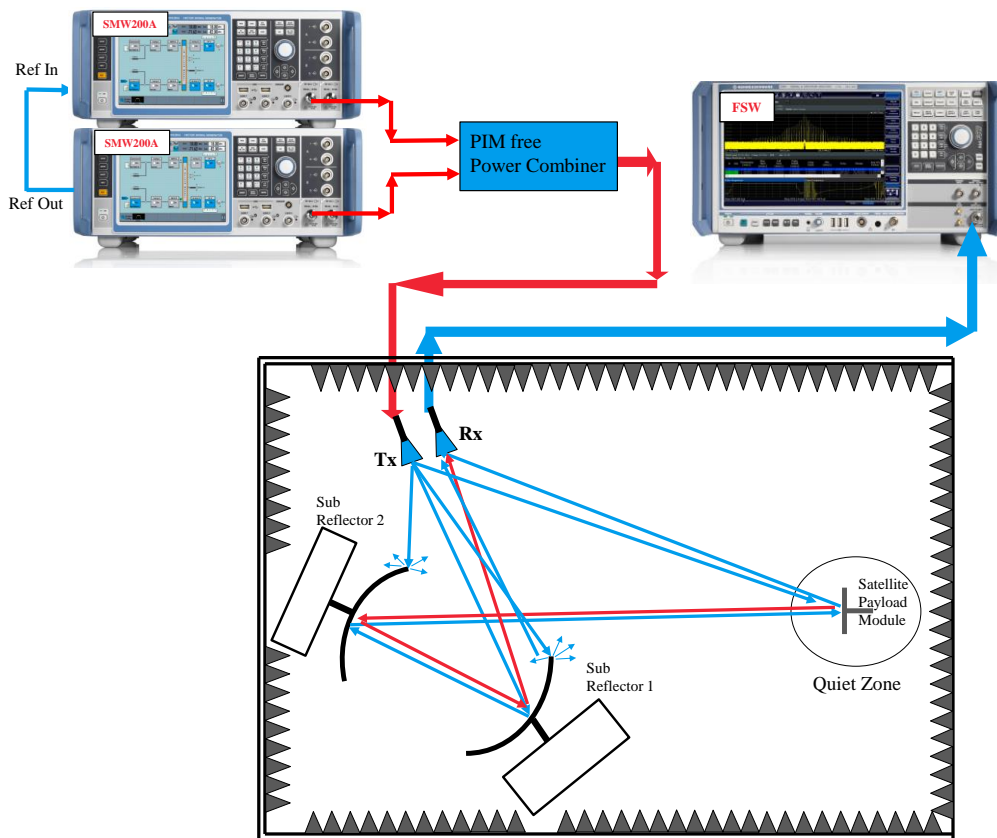 SMW200A
Ref In
SMW200A
Ref Out
PIM free
Power Combiner
FSW
Tx
Rx
Sub
Reflector 2
Satellite
Payload
Module
Quiet Zone
Sub
Reflector 1